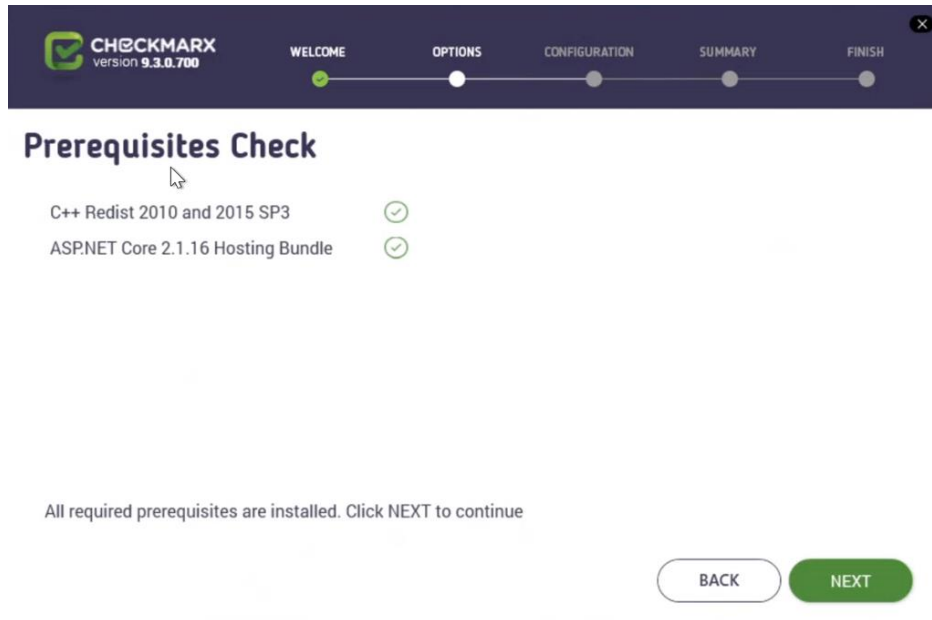 CHECKMARX
version 9.3.0.700
WELCOME
OPTIONS
CONFIGURATION
SUMMARY
FINISH
Prerequisites Check
C++ Redist 2010 and 2015 SP3
ASP.NET Core 2.1.16 Hosting Bundle
All required prerequisites are installed. Click NEXT to continue
BACK
NEXT